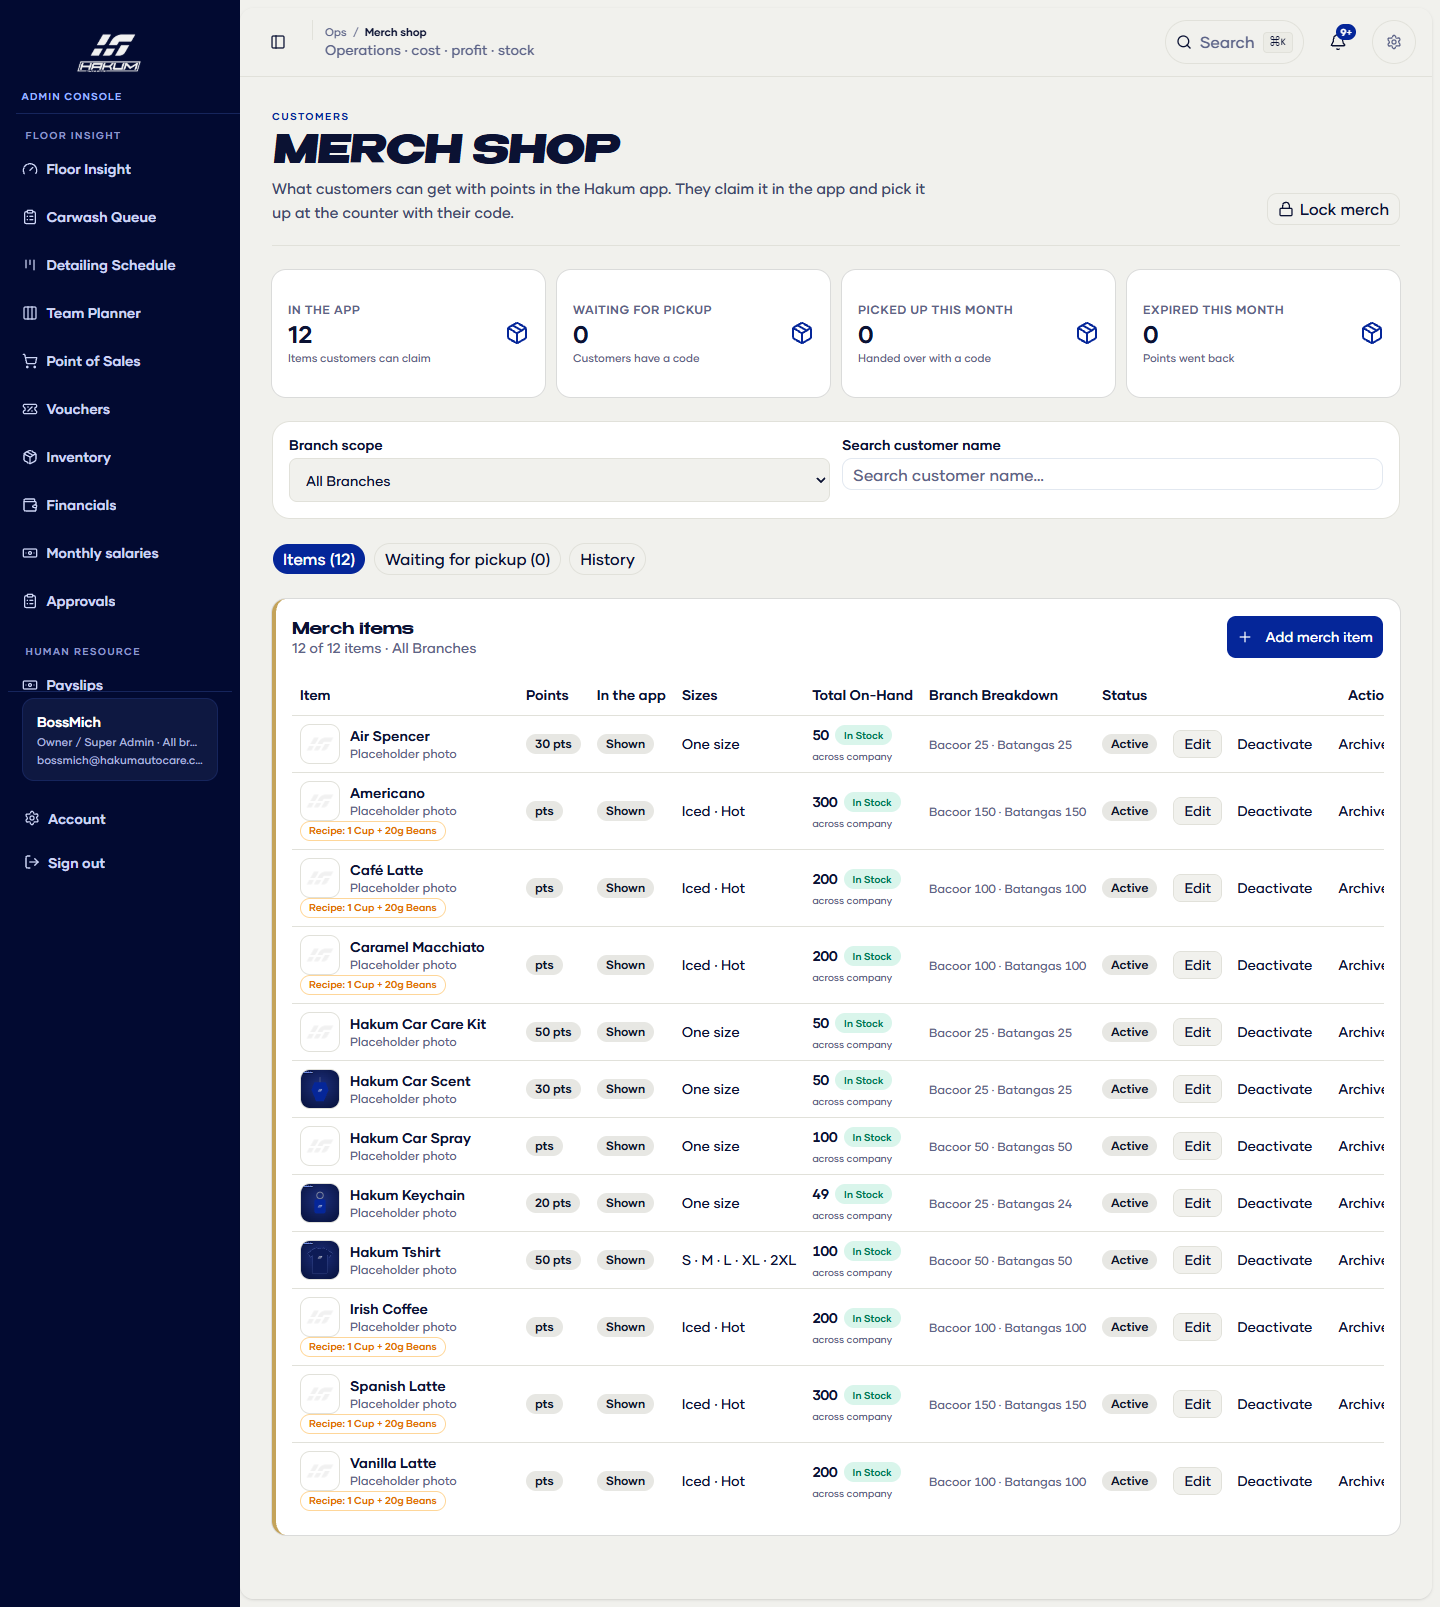 HAKUM
ADMIN CONSOLE
FLOOR INSIGHT
Floor Insight
Carwash Queue
Detailing Schedule
Team Planner
Point of Sales
Vouchers
Inventory
Financials
Monthly salaries
Approvals
HUMAN RESOURCE
Payslips
BossMich
Owner / Super Admin · All br...
bossmich@hakumautocare.c...
Account
Sign out
Ops / Merch shop
Operations · cost · profit · stock
Search ⌘K
9+
CUSTOMERS
MERCH SHOP
What customers can get with points in the Hakum app. They claim it in the app and pick it
up at the counter with their code.
Lock merch
IN THE APP
12
Items customers can claim
WAITING FOR PICKUP
0
Customers have a code
PICKED UP THIS MONTH
0
Handed over with a code
EXPIRED THIS MONTH
0
Points went back
Branch scope
All Branches
Search customer name
Search customer name...
Items (12) Waiting for pickup (0) History
Merch items
12 of 12 items · All Branches
Add merch item
Item Points In the app Sizes Total On-Hand Branch Breakdown Status Actio
Air Spencer
Placeholder photo
30 pts Shown One size 50 In Stock
across company
Bacoor 25 · Batangas 25 Active Edit Deactivate Archive
Americano
Placeholder photo
Recipe: 1 Cup + 20g Beans
pts Shown Iced · Hot 300 In Stock
across company
Bacoor 150 · Batangas 150 Active Edit Deactivate Archive
Café Latte
Placeholder photo
Recipe: 1 Cup + 20g Beans
pts Shown Iced · Hot 200 In Stock
across company
Bacoor 100 · Batangas 100 Active Edit Deactivate Archive
Caramel Macchiato
Placeholder photo
Recipe: 1 Cup + 20g Beans
pts Shown Iced · Hot 200 In Stock
across company
Bacoor 100 · Batangas 100 Active Edit Deactivate Archive
Hakum Car Care Kit
Placeholder photo
50 pts Shown One size 50 In Stock
across company
Bacoor 25 · Batangas 25 Active Edit Deactivate Archive
Hakum Car Scent
Placeholder photo
30 pts Shown One size 50 In Stock
across company
Bacoor 25 · Batangas 25 Active Edit Deactivate Archive
Hakum Car Spray
Placeholder photo
pts Shown One size 100 In Stock
across company
Bacoor 50 · Batangas 50 Active Edit Deactivate Archive
Hakum Keychain
Placeholder photo
20 pts Shown One size 49 In Stock
across company
Bacoor 25 · Batangas 24 Active Edit Deactivate Archive
Hakum Tshirt
Placeholder photo
50 pts Shown S · M · L · XL · 2XL 100 In Stock
across company
Bacoor 50 · Batangas 50 Active Edit Deactivate Archive
Irish Coffee
Placeholder photo
Recipe: 1 Cup + 20g Beans
pts Shown Iced · Hot 200 In Stock
across company
Bacoor 100 · Batangas 100 Active Edit Deactivate Archive
Spanish Latte
Placeholder photo
Recipe: 1 Cup + 20g Beans
pts Shown Iced · Hot 300 In Stock
across company
Bacoor 150 · Batangas 150 Active Edit Deactivate Archive
Vanilla Latte
Placeholder photo
Recipe: 1 Cup + 20g Beans
pts Shown Iced · Hot 200 In Stock
across company
Bacoor 100 · Batangas 100 Active Edit Deactivate Archive